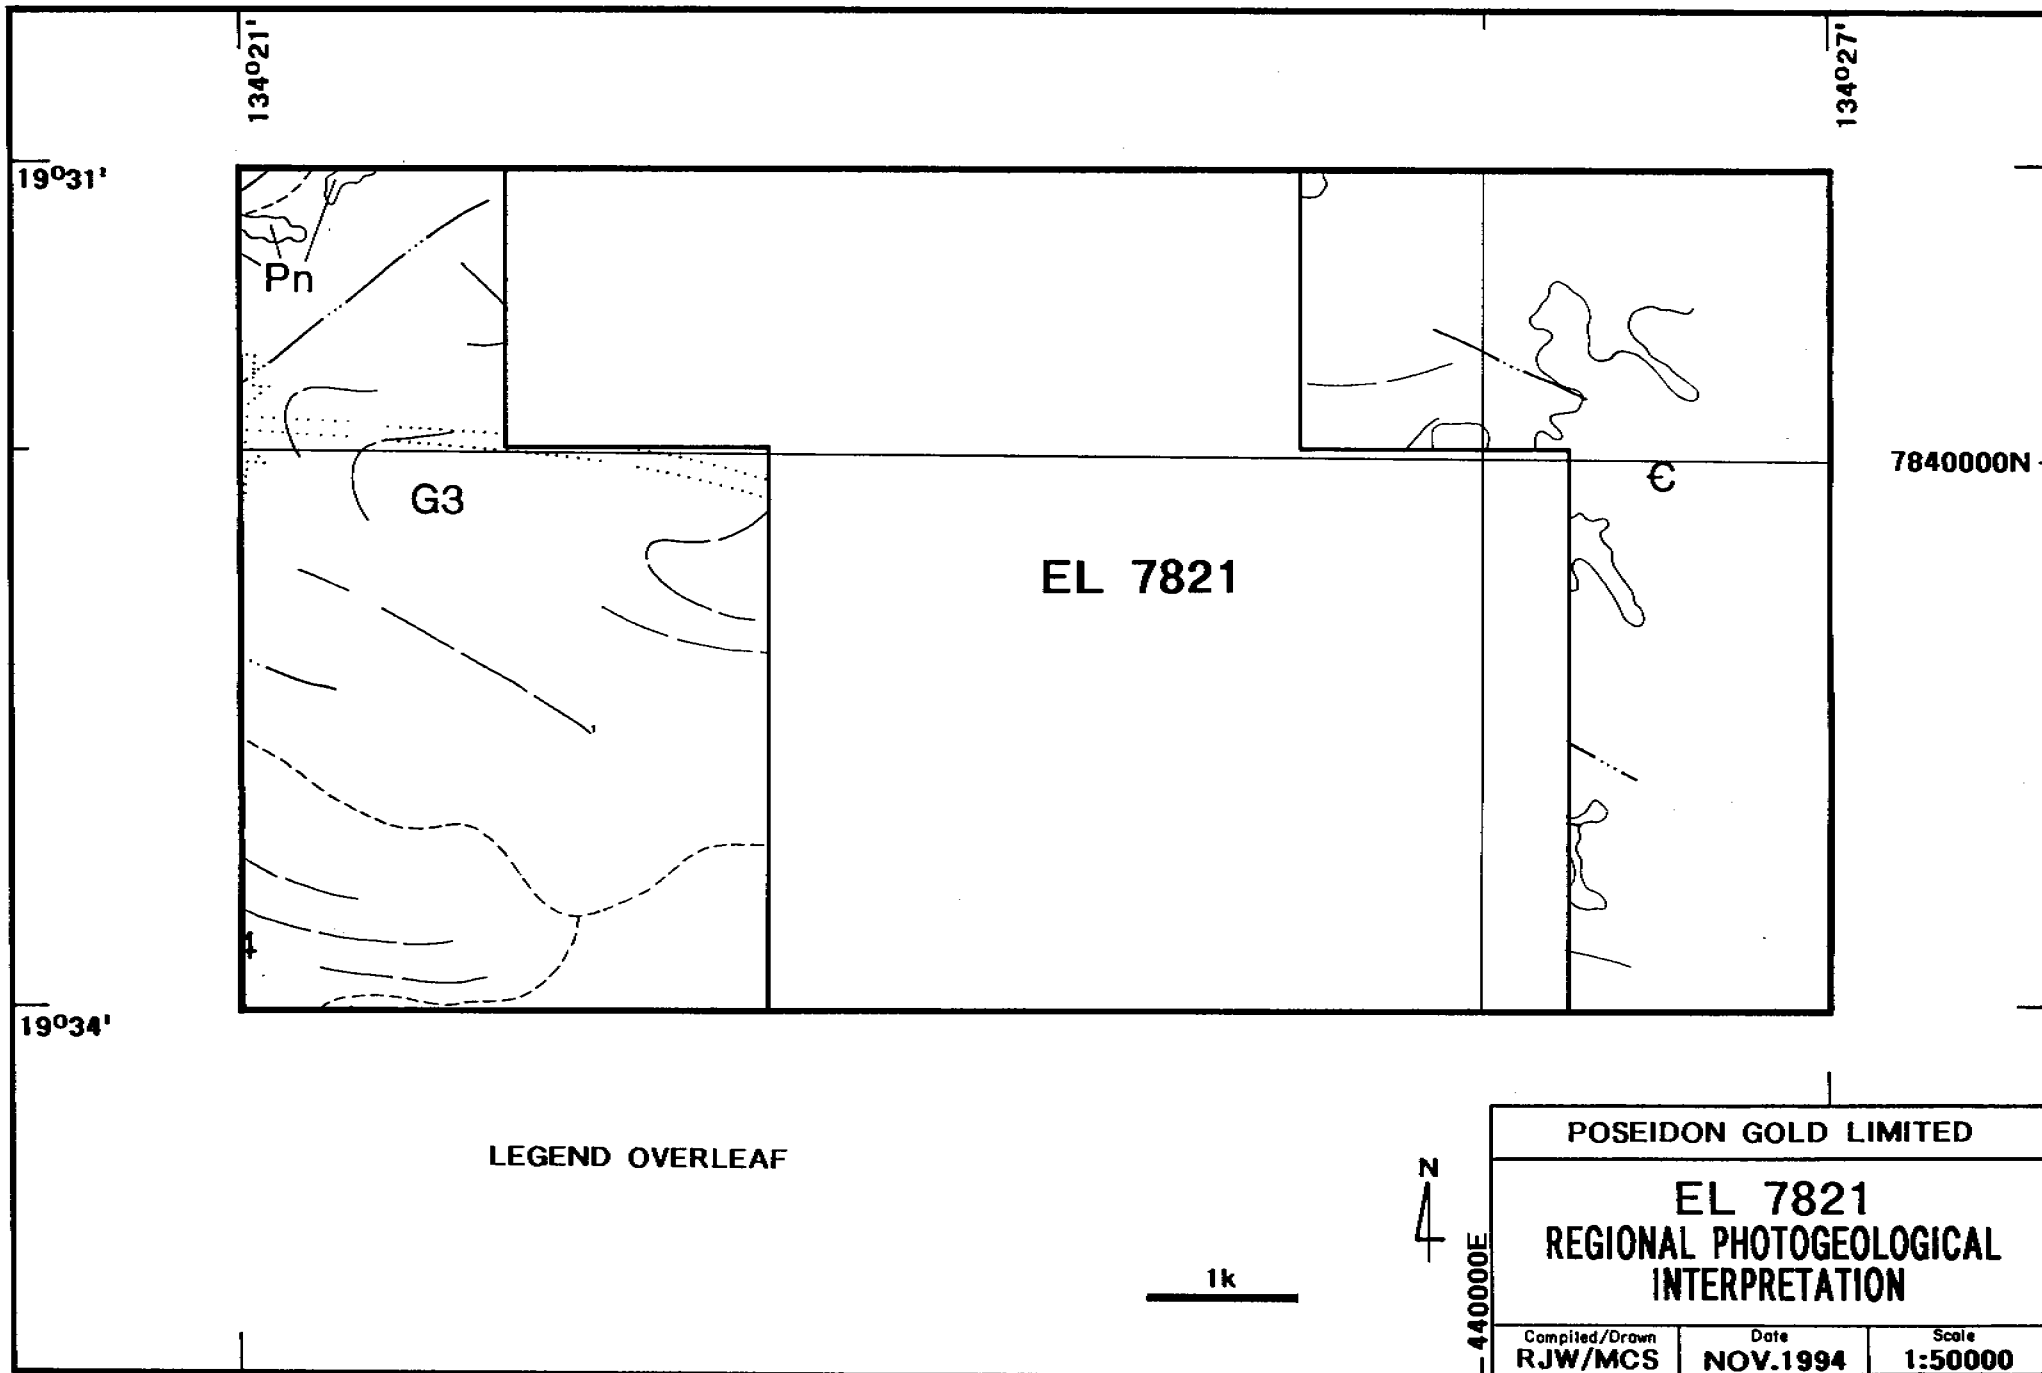 134°21'
134°27'
19°31'
Pn
7840000N
G3
Є
EL 7821
4
19°34'
LEGEND OVERLEAF
N
1k
440000E
POSEIDON GOLD LIMITED
EL 7821
REGIONAL PHOTOGEOLOGICAL
INTERPRETATION
Compiled/Drawn
RJW/MCS
Date
NOV.1994
Scale
1:50000